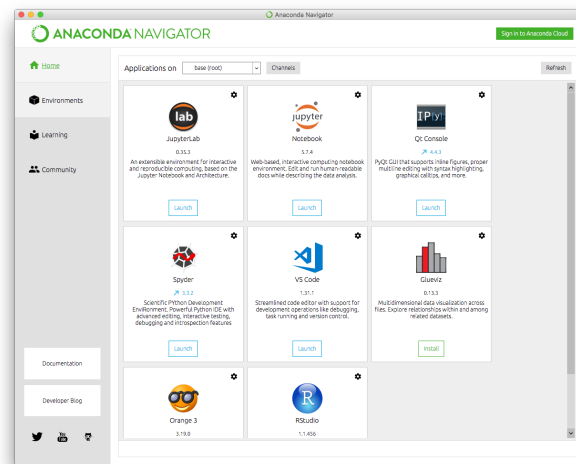 Anaconda Navigator
ANACONDA NAVIGATOR
Sign in to Anaconda Cloud
Home
Environments
Learning
Community
Documentation
Developer Blog
You
Tube
Applications on
base (root)
Channels
Refresh
lab
JupyterLab
0.35.3
An extensible environment for interactive
and reproducible computing, based on the
Jupyter Notebook and Architecture.
Launch
jupyter
Notebook
5.7.4
Web-based, interactive computing notebook
environment. Edit and run human-readable
docs while describing the data analysis.
Launch
IP[y]:
Qt Console
4.4.3
PyQt GUI that supports inline figures, proper
multiline editing with syntax highlighting,
graphical calltips, and more.
Launch
Spyder
3.3.2
Scientific PYthon Development
EnviRonment. Powerful Python IDE with
advanced editing, interactive testing,
debugging and introspection features
Launch
VS Code
1.31.1
Streamlined code editor with support for
development operations like debugging,
task running and version control.
Launch
Glueviz
0.13.3
Multidimensional data visualization across
files. Explore relationships within and among
related datasets.
Install
Orange 3
3.19.0
R
RStudio
1.1.456